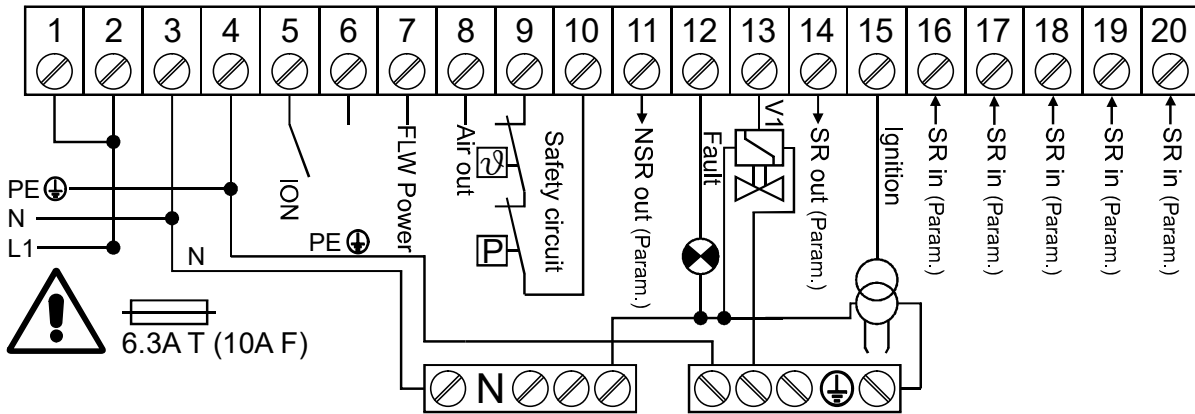 1 2 3 4 5 6 7 8 9 10 11 12 13 14 15 16 17 18 19 20
ION
FLW Power
Air out
Safety circuit
NSR out (Param.)
Fault
V1
SR out (Param.)
Ignition
SR in (Param.)
SR in (Param.)
SR in (Param.)
SR in (Param.)
SR in (Param.)
ϑ
P
PE
N
L1
N
PE
6.3A T (10A F)
N